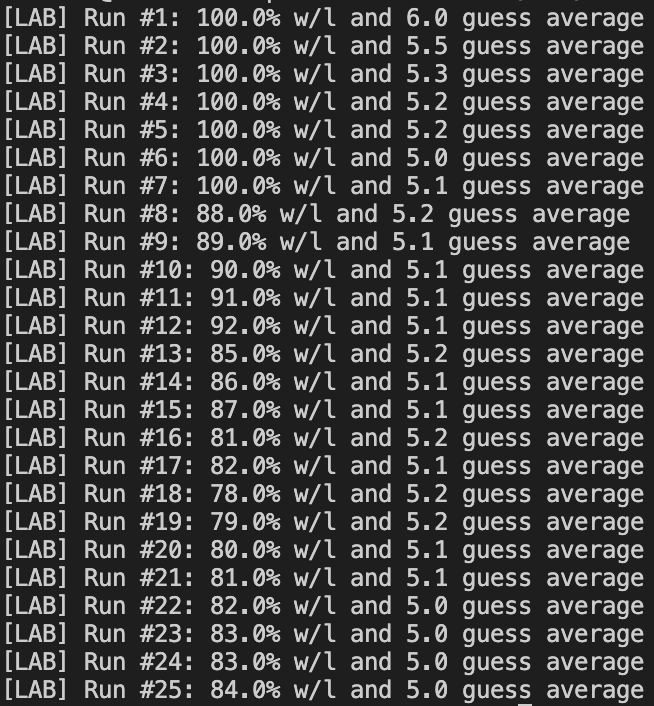 [LAB] Run #1: 100.0% w/l and 6.0 guess average
[LAB] Run #2: 100.0% w/l and 5.5 guess average
[LAB] Run #3: 100.0% w/l and 5.3 guess average
[LAB] Run #4: 100.0% w/l and 5.2 guess average
[LAB] Run #5: 100.0% w/l and 5.2 guess average
[LAB] Run #6: 100.0% w/l and 5.0 guess average
[LAB] Run #7: 100.0% w/l and 5.1 guess average
[LAB] Run #8: 88.0% w/l and 5.2 guess average
[LAB] Run #9: 89.0% w/l and 5.1 guess average
[LAB] Run #10: 90.0% w/l and 5.1 guess average
[LAB] Run #11: 91.0% w/l and 5.1 guess average
[LAB] Run #12: 92.0% w/l and 5.1 guess average
[LAB] Run #13: 85.0% w/l and 5.2 guess average
[LAB] Run #14: 86.0% w/l and 5.1 guess average
[LAB] Run #15: 87.0% w/l and 5.1 guess average
[LAB] Run #16: 81.0% w/l and 5.2 guess average
[LAB] Run #17: 82.0% w/l and 5.1 guess average
[LAB] Run #18: 78.0% w/l and 5.2 guess average
[LAB] Run #19: 79.0% w/l and 5.2 guess average
[LAB] Run #20: 80.0% w/l and 5.1 guess average
[LAB] Run #21: 81.0% w/l and 5.1 guess average
[LAB] Run #22: 82.0% w/l and 5.0 guess average
[LAB] Run #23: 83.0% w/l and 5.0 guess average
[LAB] Run #24: 83.0% w/l and 5.0 guess average
[LAB] Run #25: 84.0% w/l and 5.0 guess average